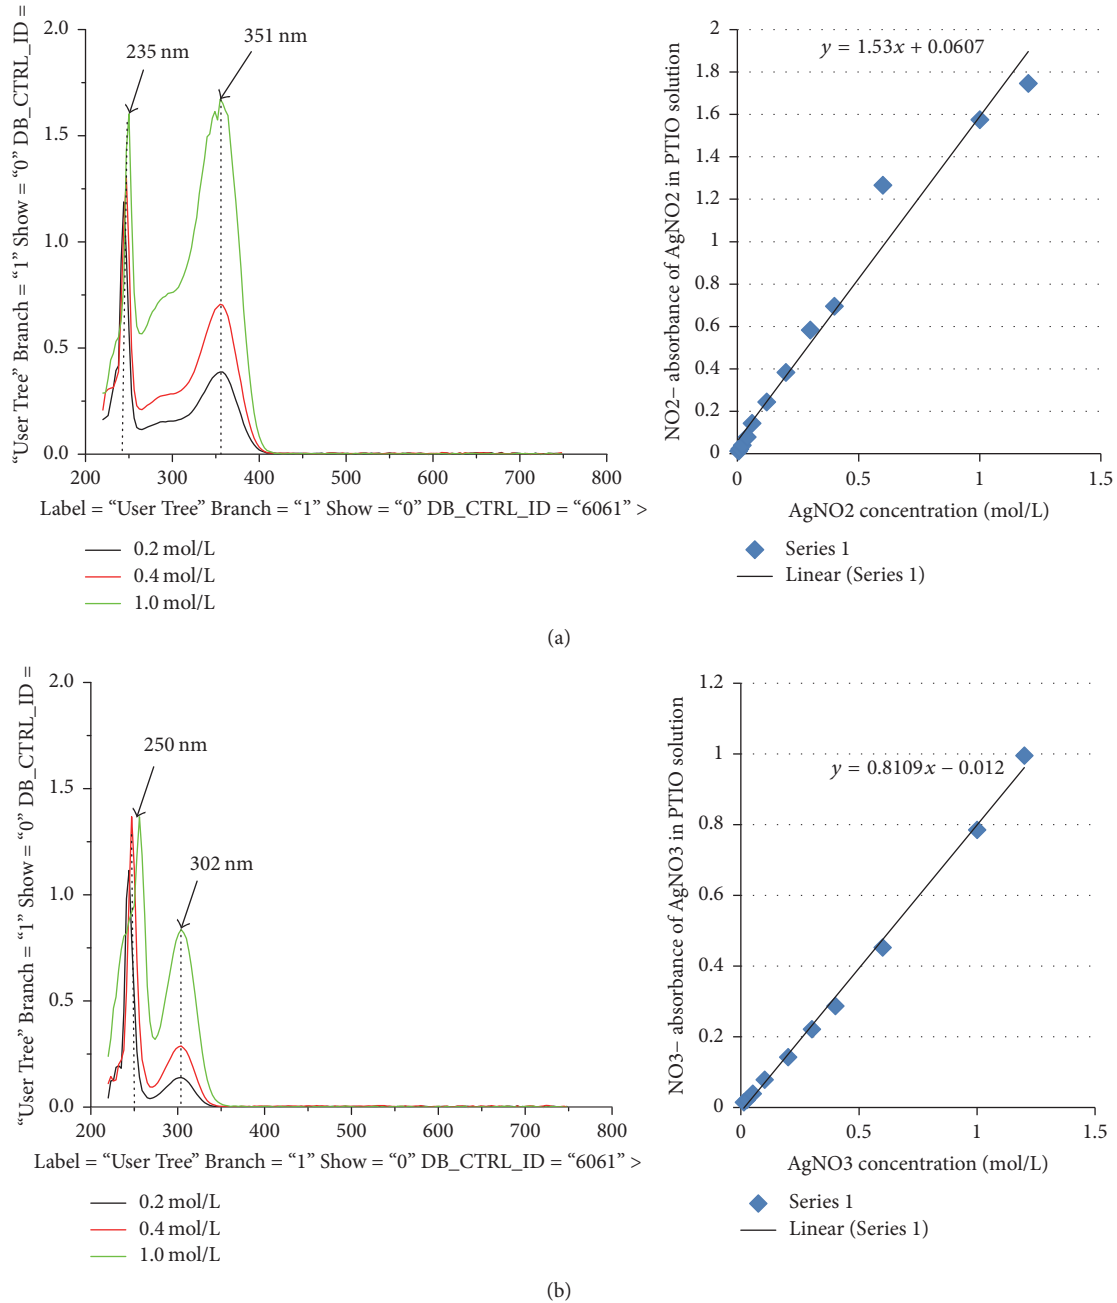 "User Tree" Branch = "1" Show = "0" DB_CTRL_ID =
2.0
1.5
1.0
0.5
0.0
235 nm
351 nm
200 300 400 500 600 700 800
Label = “User Tree” Branch = “1” Show = “0” DB_CTRL_ID = “6061” >
0.2 mol/L
0.4 mol/L
1.0 mol/L
NO2− absorbance of AgNO2 in PTIO solution
2
1.8
1.6
1.4
1.2
1
0.8
0.6
0.4
0.2
0
y = 1.53x + 0.0607
0 0.5 1 1.5
AgNO2 concentration (mol/L)
Series 1
Linear (Series 1)
(a)
“User Tree” Branch = “1” Show = “0” DB_CTRL_ID =
2.0
1.5
1.0
0.5
0.0
250 nm
302 nm
200 300 400 500 600 700 800
Label = “User Tree” Branch = “1” Show = “0” DB_CTRL_ID = “6061” >
0.2 mol/L
0.4 mol/L
1.0 mol/L
NO3− absorbance of AgNO3 in PTIO solution
1.2
1
0.8
0.6
0.4
0.2
0
y = 0.8109x − 0.012
0 0.5 1 1.5
AgNO3 concentration (mol/L)
Series 1
Linear (Series 1)
(b)